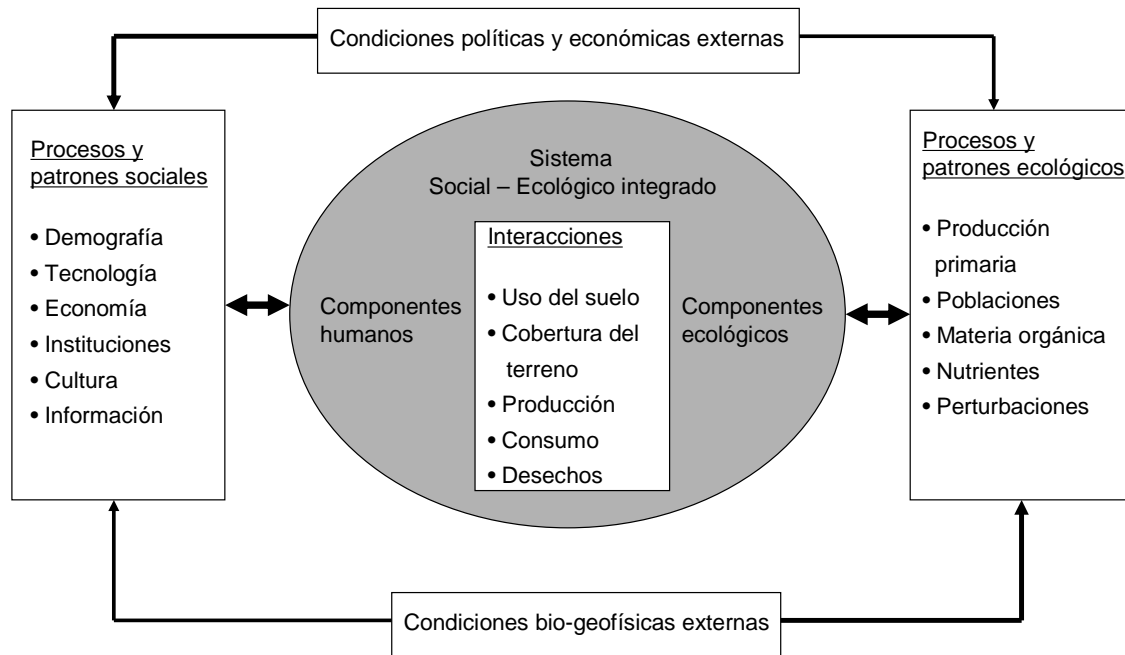 Condiciones políticas y económicas externas
Procesos y
patrones sociales
• Demografía
• Tecnología
• Economía
• Instituciones
• Cultura
• Información
Sistema
Social – Ecológico integrado
Componentes
humanos
Interacciones
• Uso del suelo
• Cobertura del
terreno
• Producción
• Consumo
• Desechos
Componentes
ecológicos
Procesos y
patrones ecológicos
• Producción
primaria
• Poblaciones
• Materia orgánica
• Nutrientes
• Perturbaciones
Condiciones bio-geofísicas externas